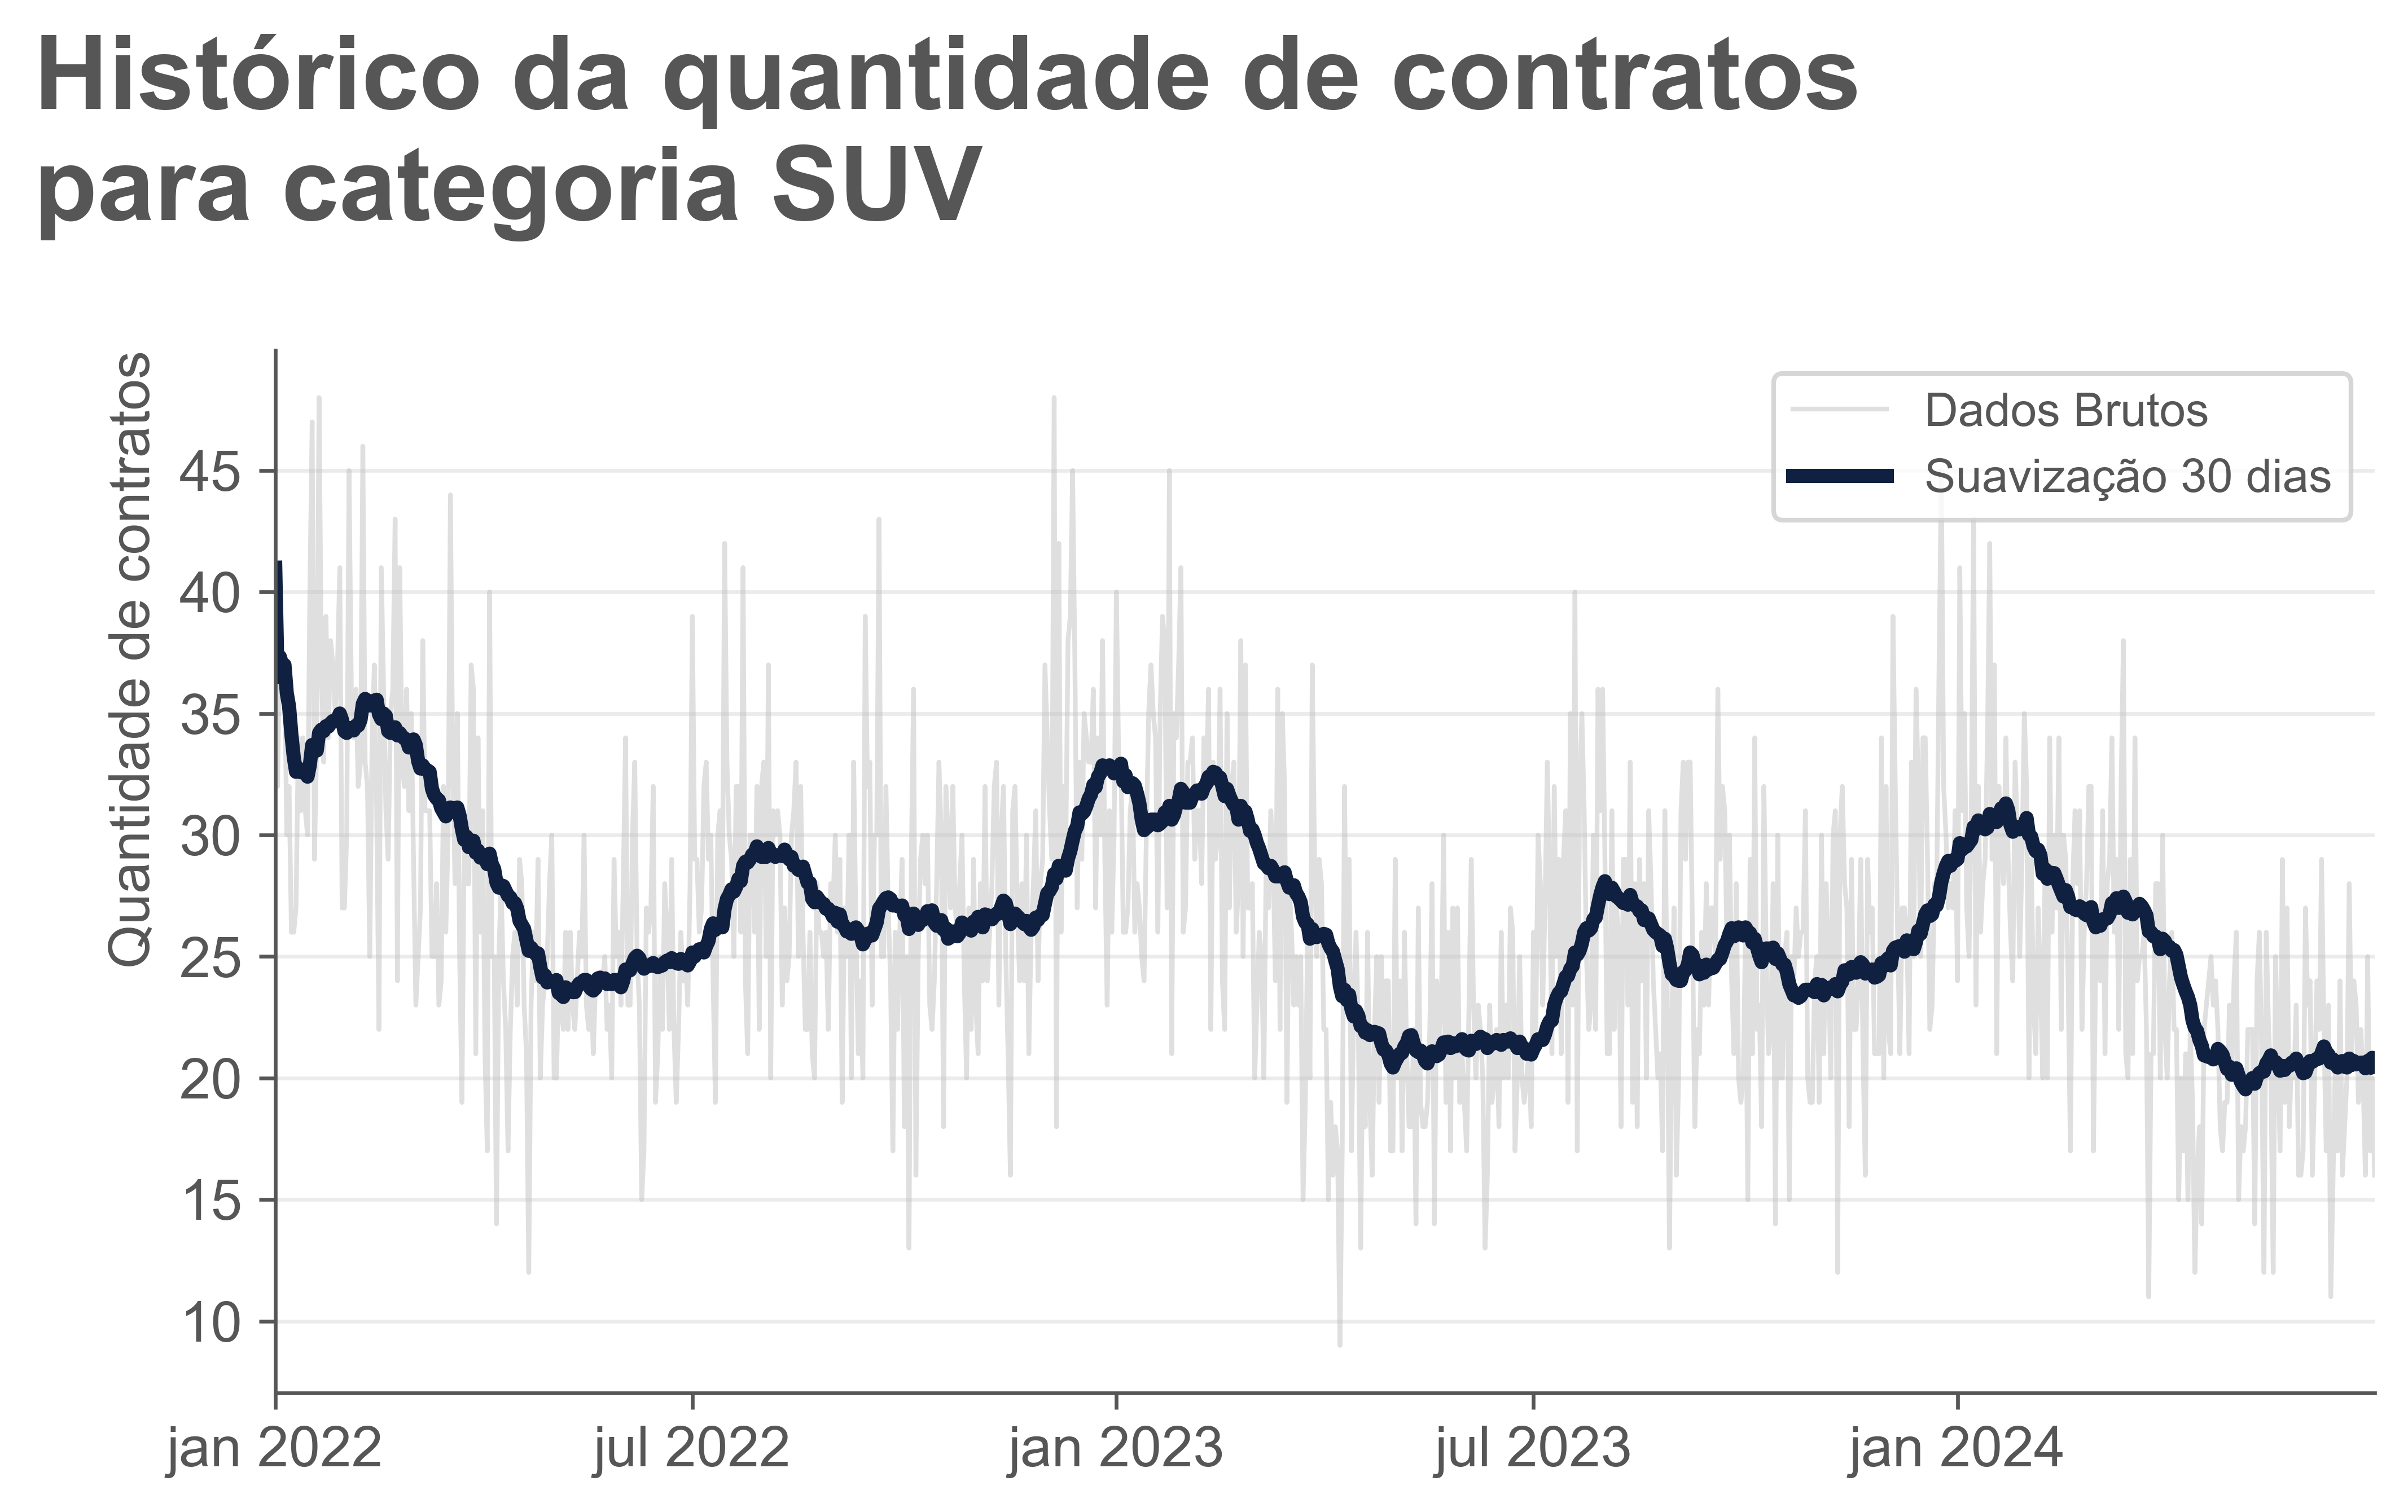 Histórico da quantidade de contratos
para categoria SUV
Quantidade de contratos
Dados Brutos
Suavização 30 dias
45
40
35
30
25
20
15
10
jan 2022
jul 2022
jan 2023
jul 2023
jan 2024